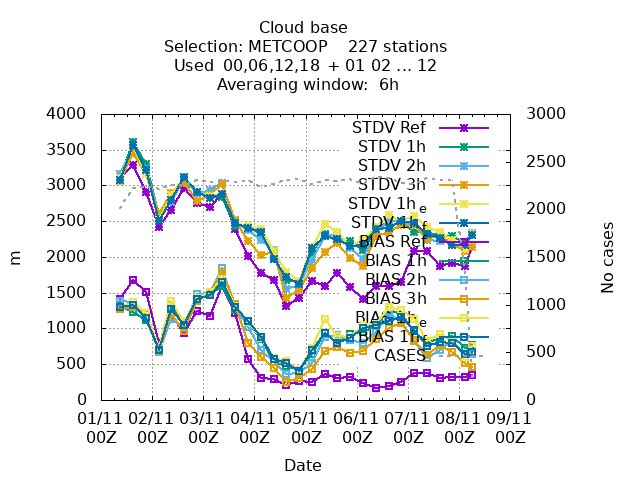 Cloud base
Selection: METCOOP 227 stations
Used 00,06,12,18 + 01 02 ... 12
Averaging window: 6h
4000
3500
3000
2500
2000
1500
1000
500
0
m
3000
2500
2000
1500
1000
500
0
No cases
STDV Ref
STDV 1h
STDV 2h
STDV 3h
STDV 1h e
BIAS Ref
BIAS 1h
BIAS 2h
BIAS 3h
CASES
01/11 02/11 03/11 04/11 05/11 06/11 07/11 08/11 09/11
00Z 00Z 00Z 00Z 00Z 00Z 00Z 00Z 00Z
Date